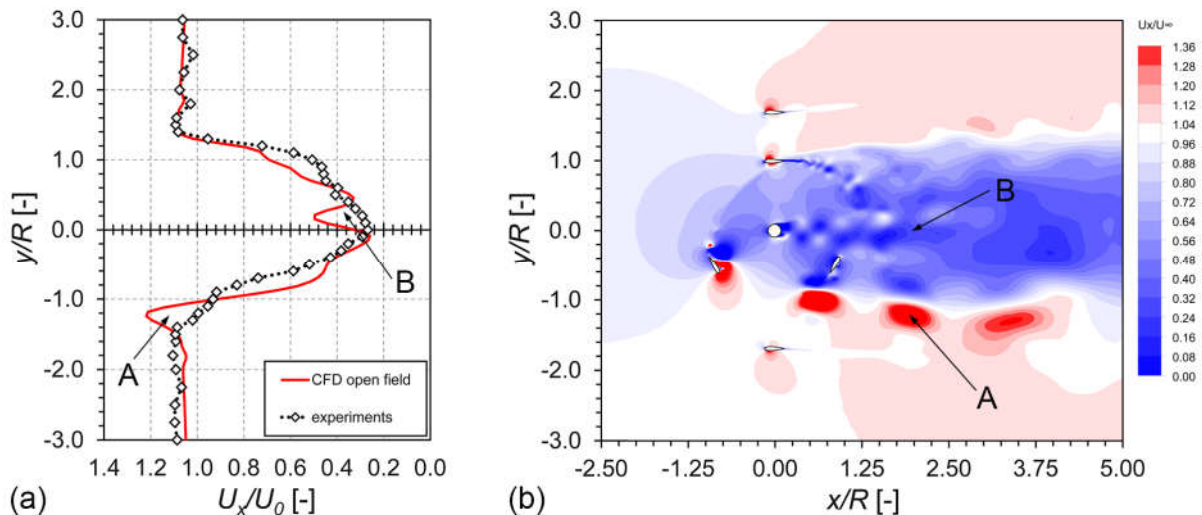 3.0
2.0
1.0
0.0
-1.0
-2.0
-3.0
y/R [-]
A
B
CFD open field
experiments
1.4 1.2 1.0 0.8 0.6 0.4 0.2 0.0
(a) Uₓ/U₀ [-]
3.0
2.0
1.0
0.0
-1.0
-2.0
-3.0
y/R [-]
B
A
-2.50 -1.25 0.00 1.25 2.50 3.75 5.00
(b) x/R [-]
Ux/U∞
1.36
1.28
1.20
1.12
1.04
0.96
0.88
0.80
0.72
0.64
0.56
0.48
0.40
0.32
0.24
0.16
0.08
0.00